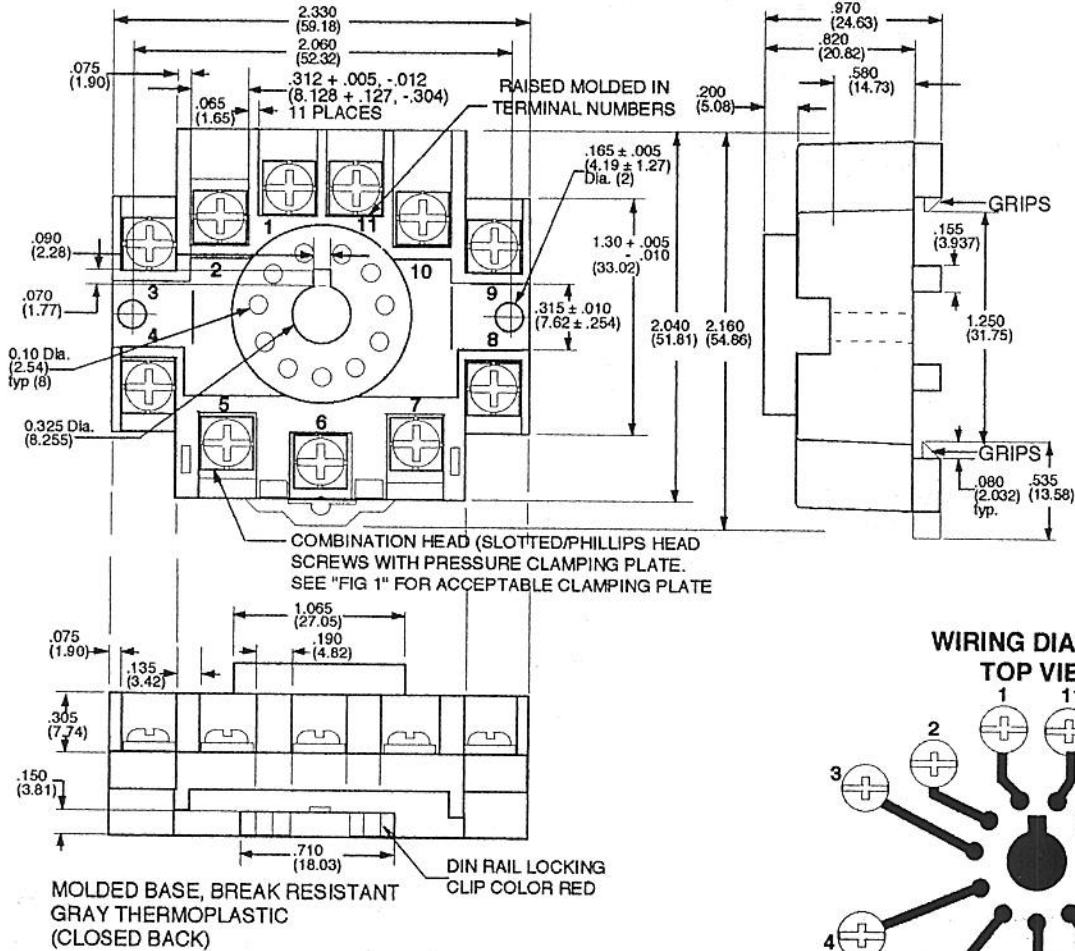 2.330
(59.18)
2.060
(52.32)
.075
(1.90)
.312 + .005, -.012
(8.128 + .127, -.304)
11 PLACES
.065
(1.65)
RAISED MOLDED IN
TERMINAL NUMBERS
.165 ± .005
(4.19 ± 1.27)
Dia. (2)
.970
(24.63)
.820
(20.82)
.580
(14.73)
.200
(5.08)
GRIPS
.155
(3.937)
1.250
(31.75)
GRIPS
.080
(2.032)
typ.
.535
(13.58)
1
11
2
10
3
9
4
8
5
6
7
.090
(2.28)
.070
(1.77)
0.10 Dia.
(2.54)
typ (8)
0.325 Dia.
(8.255)
1.30 + .005
- .010
(33.02)
.315 ± .010
(7.62 ± .254)
2.040
(51.81)
2.160
(54.86)
COMBINATION HEAD (SLOTTED/PHILLIPS HEAD
SCREWS WITH PRESSURE CLAMPING PLATE.
SEE "FIG 1" FOR ACCEPTABLE CLAMPING PLATE
1.065
(27.05)
.075
(1.90)
.190
(4.82)
.135
(3.42)
.305
(7.74)
.150
(3.81)
.710
(18.03)
DIN RAIL LOCKING
CLIP COLOR RED
MOLDED BASE, BREAK RESISTANT
GRAY THERMOPLASTIC
(CLOSED BACK)
WIRING DIA
TOP VIE
1
11
2
3
4